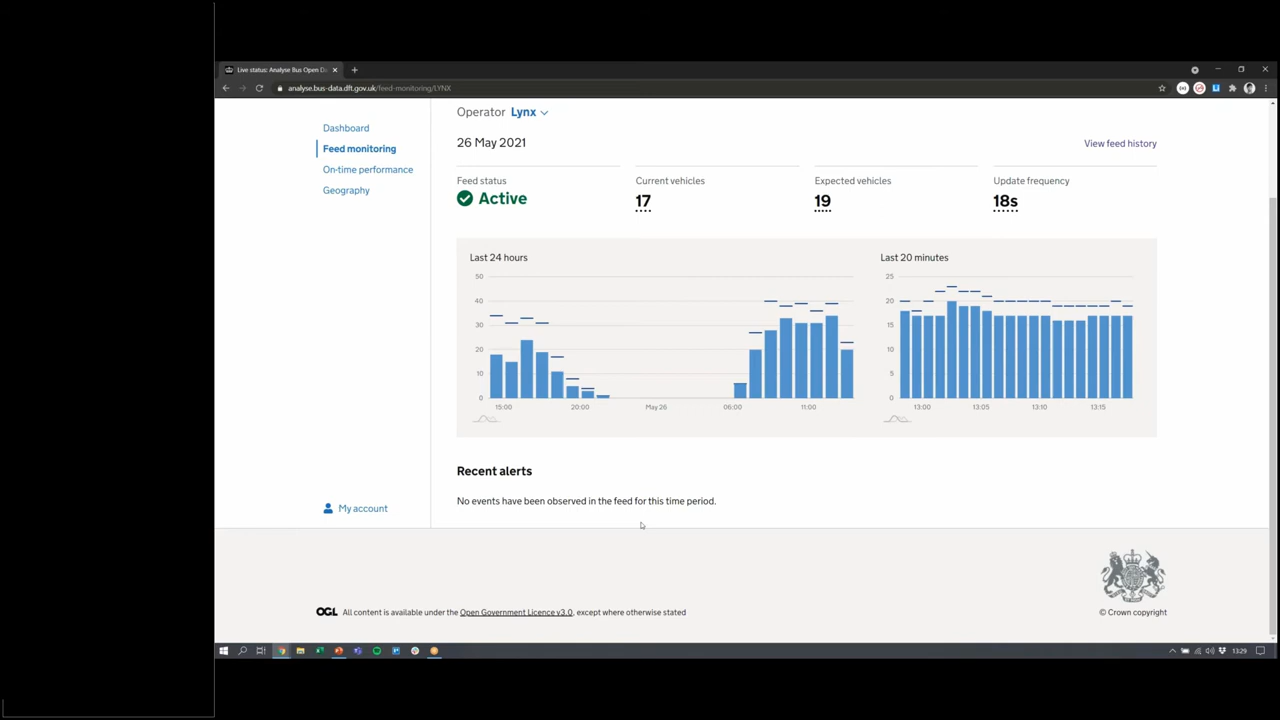 Live status: Analyse Bus Open D
analyse.bus-data.dft.gov.uk/feed-monitoring/LYNX
Dashboard
Feed monitoring
On-time performance
Geography
My account
Operator Lynx
26 May 2021
View feed history
Feed status
Active
Current vehicles
17
Expected vehicles
19
Update frequency
18s
Last 24 hours
50
40
30
20
10
0
15:00 20:00 May 26 06:00 11:00
Last 20 minutes
25
20
15
10
5
0
13:00 13:05 13:10 13:15
Recent alerts
No events have been observed in the feed for this time period.
OGL All content is available under the Open Government Licence v3.0, except where otherwise stated
© Crown copyright
13:29